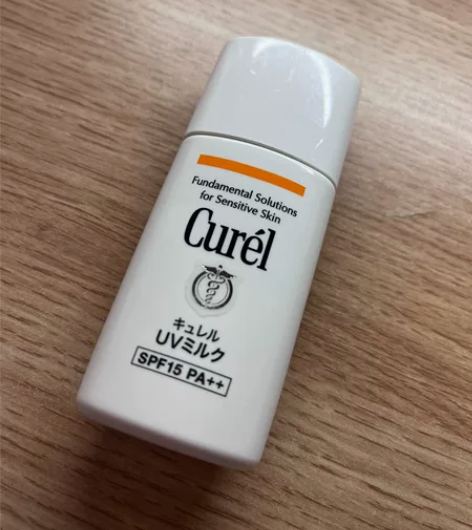 Fundamental Solutions
for Sensitive Skin
Curél
キュレル
UVミルク
SPF15 PA++